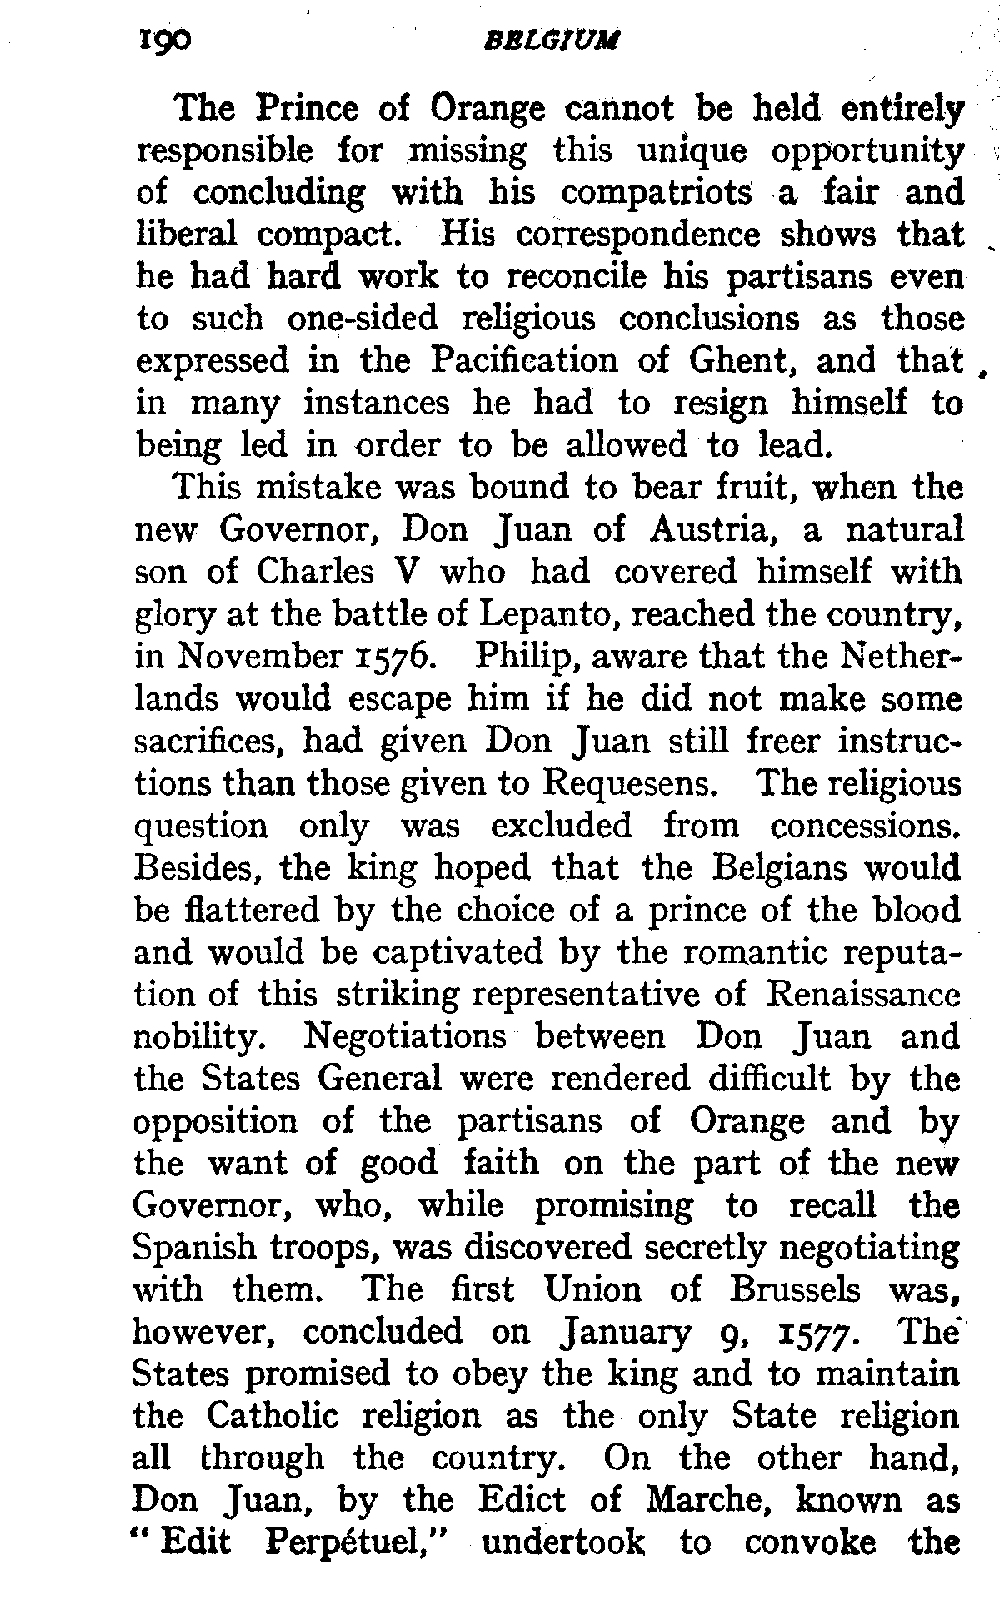 190 BELGIUM
The Prince of Orange cannot be held entirely
responsible for missing this unique opportunity
of concluding with his compatriots a fair and
liberal compact. His correspondence shows that
he had hard work to reconcile his partisans even
to such one-sided religious conclusions as those
expressed in the Pacification of Ghent, and that
in many instances he had to resign himself to
being led in order to be allowed to lead.
This mistake was bound to bear fruit, when the
new Governor, Don Juan of Austria, a natural
son of Charles V who had covered himself with
glory at the battle of Lepanto, reached the country,
in November 1576. Philip, aware that the Nether-
lands would escape him if he did not make some
sacrifices, had given Don Juan still freer instruc-
tions than those given to Requesens. The religious
question only was excluded from concessions.
Besides, the king hoped that the Belgians would
be flattered by the choice of a prince of the blood
and would be captivated by the romantic reputa-
tion of this striking representative of Renaissance
nobility. Negotiations between Don Juan and
the States General were rendered difficult by the
opposition of the partisans of Orange and by
the want of good faith on the part of the new
Governor, who, while promising to recall the
Spanish troops, was discovered secretly negotiating
with them. The first Union of Brussels was,
however, concluded on January 9, 1577. The
States promised to obey the king and to maintain
the Catholic religion as the only State religion
all through the country. On the other hand,
Don Juan, by the Edict of Marche, known as
“ Edit Perpétuel,” undertook to convoke the